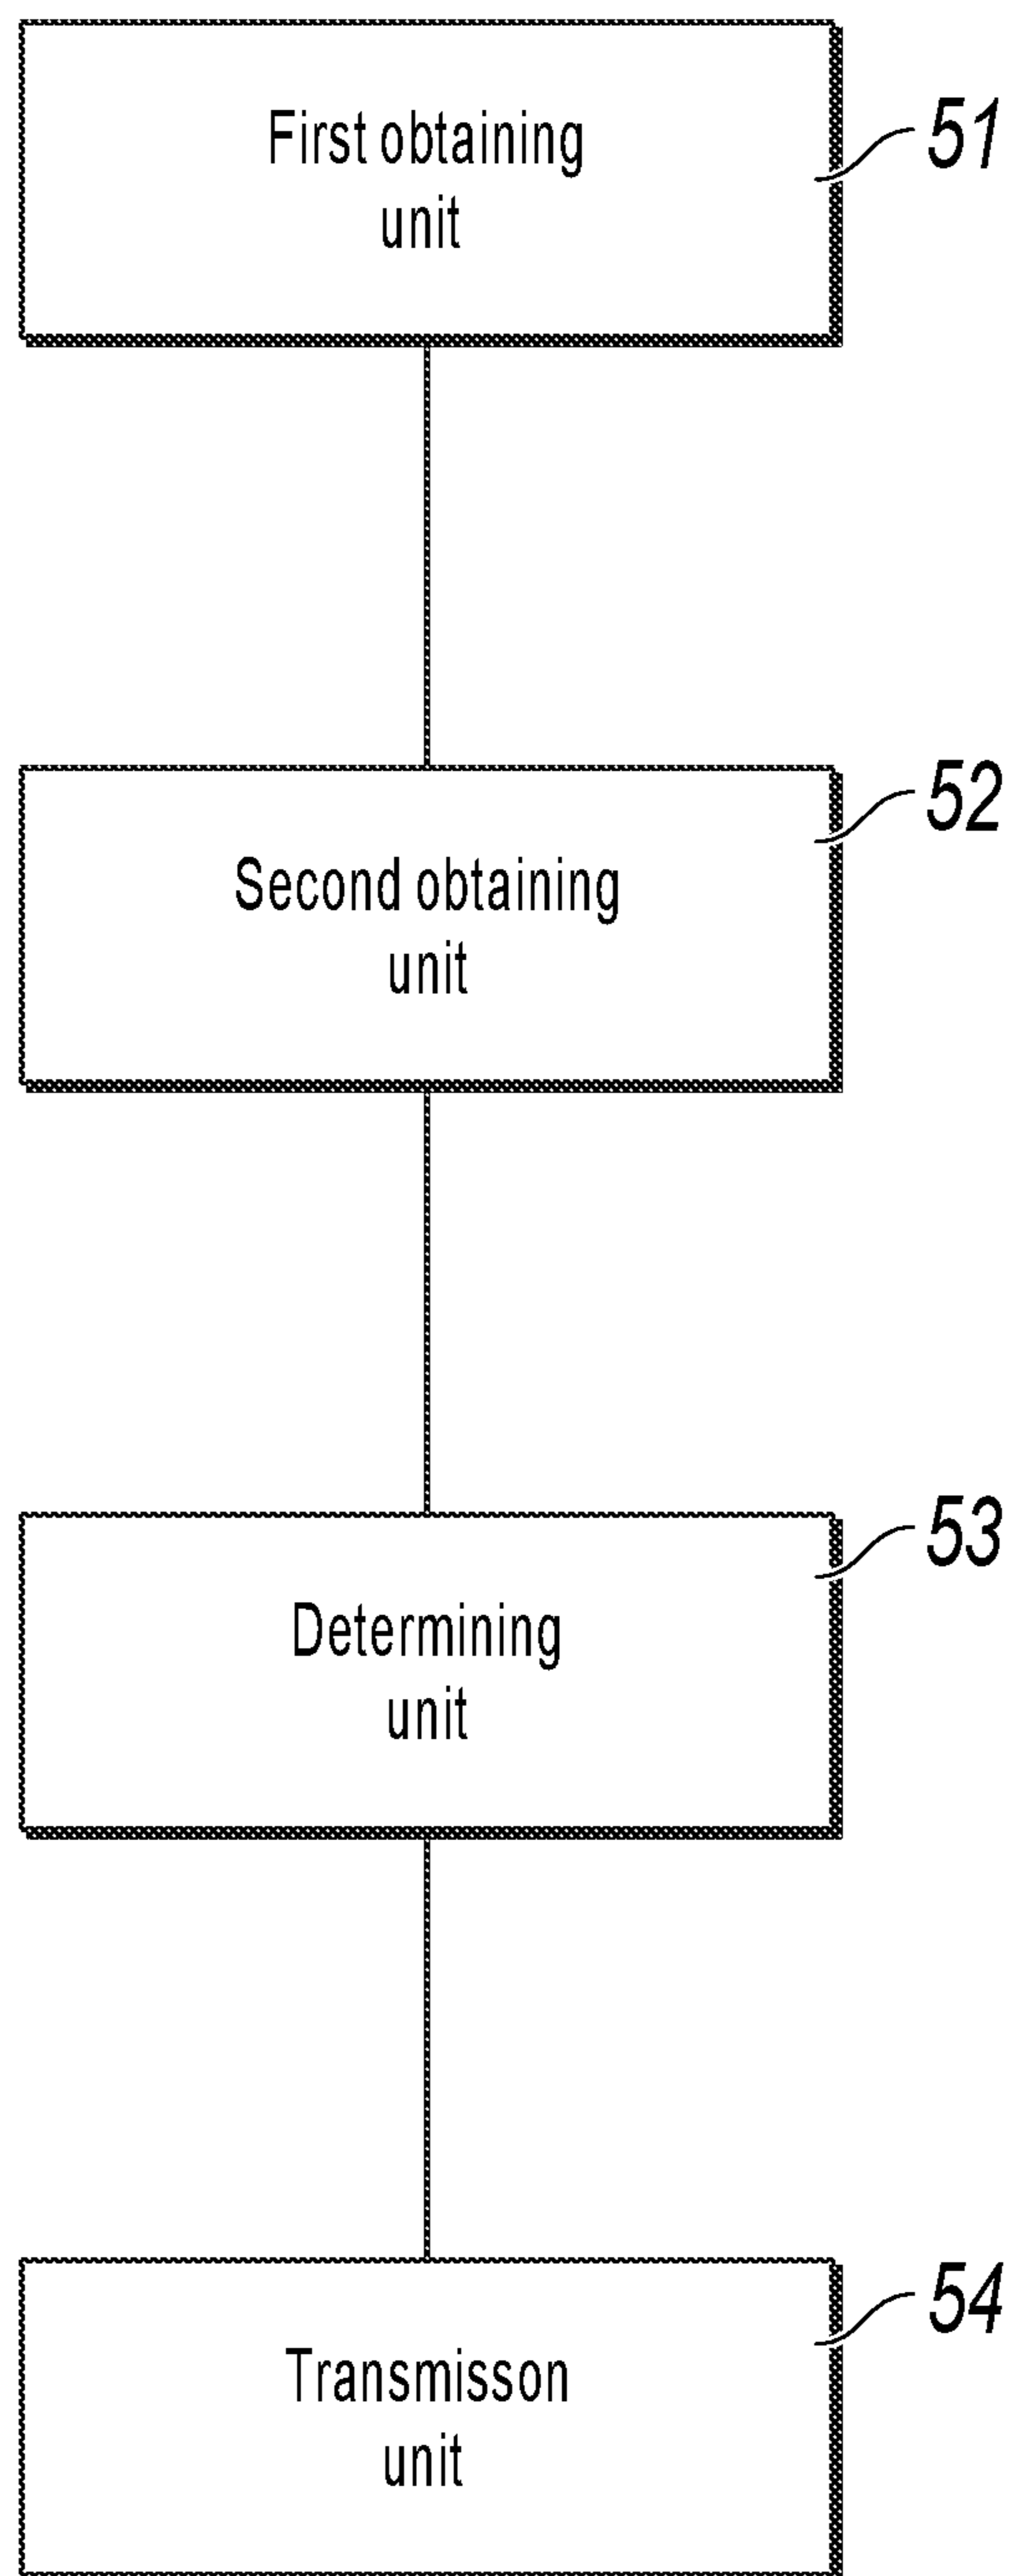 First obtaining
unit
51
Second obtaining
unit
52
Determining
unit
53
Transmisson
unit
54